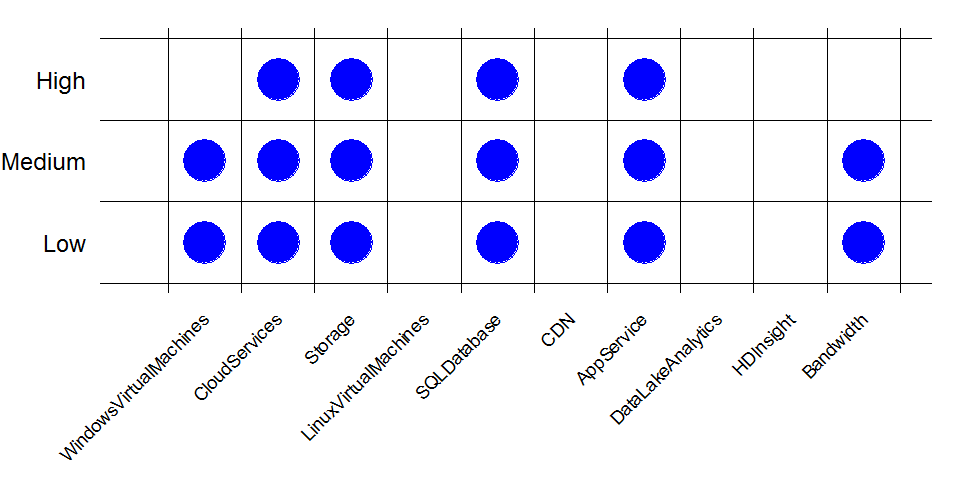 High
Medium
Low
WindowsVirtualMachines
CloudServices
Storage
LinuxVirtualMachines
SQLDatabase
CDN
AppService
DataLakeAnalytics
HDInsight
Bandwidth